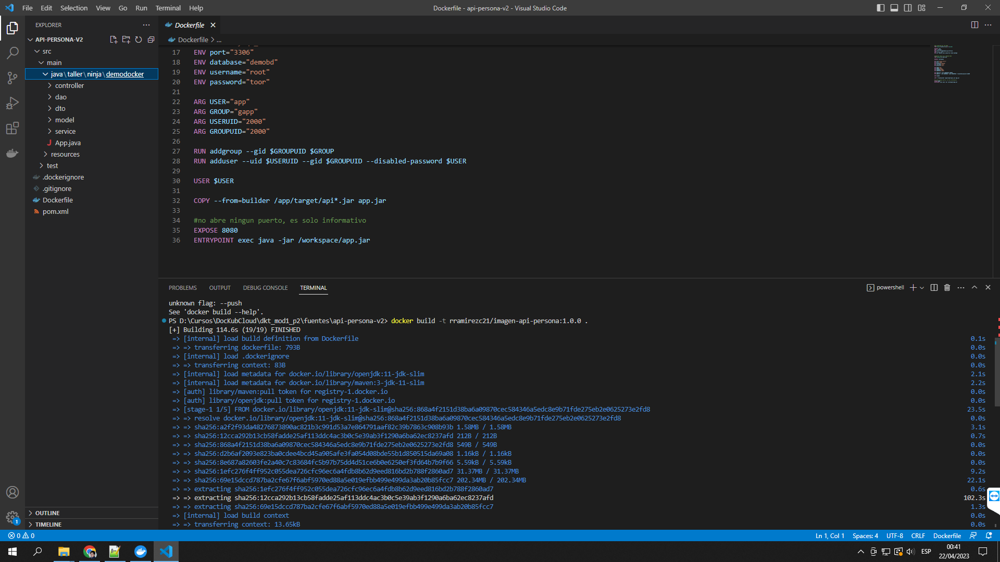 File Edit Selection View Go Run Terminal Help
Dockerfile - api-persona-v2 - Visual Studio Code
EXPLORER
API-PERSONA-V2
src
main
java\taller\ninja\demodocker
controller
dao
dto
model
service
J App.java
resources
test
.dockerignore
.gitignore
Dockerfile
pom.xml
OUTLINE
TIMELINE
Dockerfile
Dockerfile > ...
17 ENV port="3306"
18 ENV database="demobd"
19 ENV username="root"
20 ENV password="toor"
21
22 ARG USER="app"
23 ARG GROUP="gapp"
24 ARG USERUID="2000"
25 ARG GROUPUID="2000"
26
27 RUN addgroup --gid $GROUPUID $GROUP
28 RUN adduser --uid $USERUID --gid $GROUPUID --disabled-password $USER
29
30 USER $USER
31
32 COPY --from=builder /app/target/api*.jar app.jar
33
34 #no abre ningun puerto, es solo informativo
35 EXPOSE 8080
36 ENTRYPOINT exec java -jar /workspace/app.jar
PROBLEMS OUTPUT DEBUG CONSOLE TERMINAL
powershell
unknown flag: --push
See 'docker build --help'.
PS D:\Cursos\DocKubCloud\dkt_mod1_p2\fuentes\api-persona-v2> docker build -t rramirezc21/imagen-api-persona:1.0.0 .
[+] Building 114.6s (19/19) FINISHED
=> [internal] load build definition from Dockerfile 0.1s
=> => transferring dockerfile: 793B 0.0s
=> [internal] load .dockerignore 0.0s
=> => transferring context: 83B 0.0s
=> [internal] load metadata for docker.io/library/openjdk:11-jdk-slim 2.1s
=> [internal] load metadata for docker.io/library/maven:3-jdk-11-slim 2.2s
=> [auth] library/maven:pull token for registry-1.docker.io 0.0s
=> [auth] library/openjdk:pull token for registry-1.docker.io 0.0s
=> [stage-1 1/5] FROM docker.io/library/openjdk:11-jdk-slim@sha256:868a4f2151d38ba6a09870cec584346a5edc8e9b71fde275eb2e0625273e2fd8 23.5s
=> => resolve docker.io/library/openjdk:11-jdk-slim@sha256:868a4f2151d38ba6a09870cec584346a5edc8e9b71fde275eb2e0625273e2fd8 0.0s
=> => sha256:a2f2f93da48276873890ac821b3c991d53a7e864791aaf82c39b7863c908b93b 1.58MB / 1.58MB 3.1s
=> => sha256:12cca292b13cb58fadde25af113ddc4ac3b0c5e39ab3f1290a6ba62ec8237afd 212B / 212B 0.7s
=> => sha256:868a4f2151d38ba6a09870cec584346a5edc8e9b71fde275eb2e0625273e2fd8 549B / 549B 0.0s
=> => sha256:d2b6af2093e823ba0cdee4bcd45a905afe3fa054d08bde55b1d850515da69a08 1.16kB / 1.16kB 0.0s
=> => sha256:8e687a82603fe2a40c7c83684fc5b97b75dd4d51ce6b0e6250ef3fd64b7b9f66 5.59kB / 5.59kB 0.0s
=> => sha256:1efc276f4ff952c055dea726cfc96ec6a4fdb8b62d9eed816bd2b788f2860ad7 31.37MB / 31.37MB 9.2s
=> => sha256:69e15dccd787ba2cfe67f6abf5970ed88a5e019efbb499e499da3ab20b85fcc7 202.34MB / 202.34MB 22.1s
=> => extracting sha256:1efc276f4ff952c055dea726cfc96ec6a4fdb8b62d9eed816bd2b788f2860ad7 0.6s
=> => extracting sha256:12cca292b13cb58fadde25af113ddc4ac3b0c5e39ab3f1290a6ba62ec8237afd 102.3s
=> => extracting sha256:69e15dccd787ba2cfe67f6abf5970ed88a5e019efbb499e499da3ab20b85fcc7 1.3s
=> [internal] load build context 0.0s
=> => transferring context: 13.65kB 0.0s
1
0 0 Ln 1, Col 1 Spaces: 4 UTF-8 CRLF Dockerfile
ESP
00:41
22/04/2023